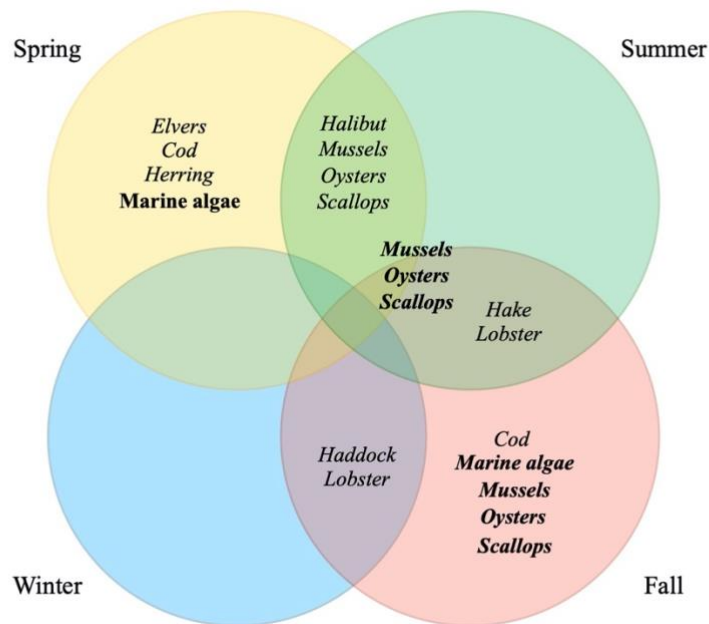 Spring
Summer
Elvers
Cod
Herring
Marine algae
Halibut
Mussels
Oysters
Scallops
Mussels
Oysters
Scallops
Hake
Lobster
Haddock
Lobster
Cod
Marine algae
Mussels
Oysters
Scallops
Winter
Fall